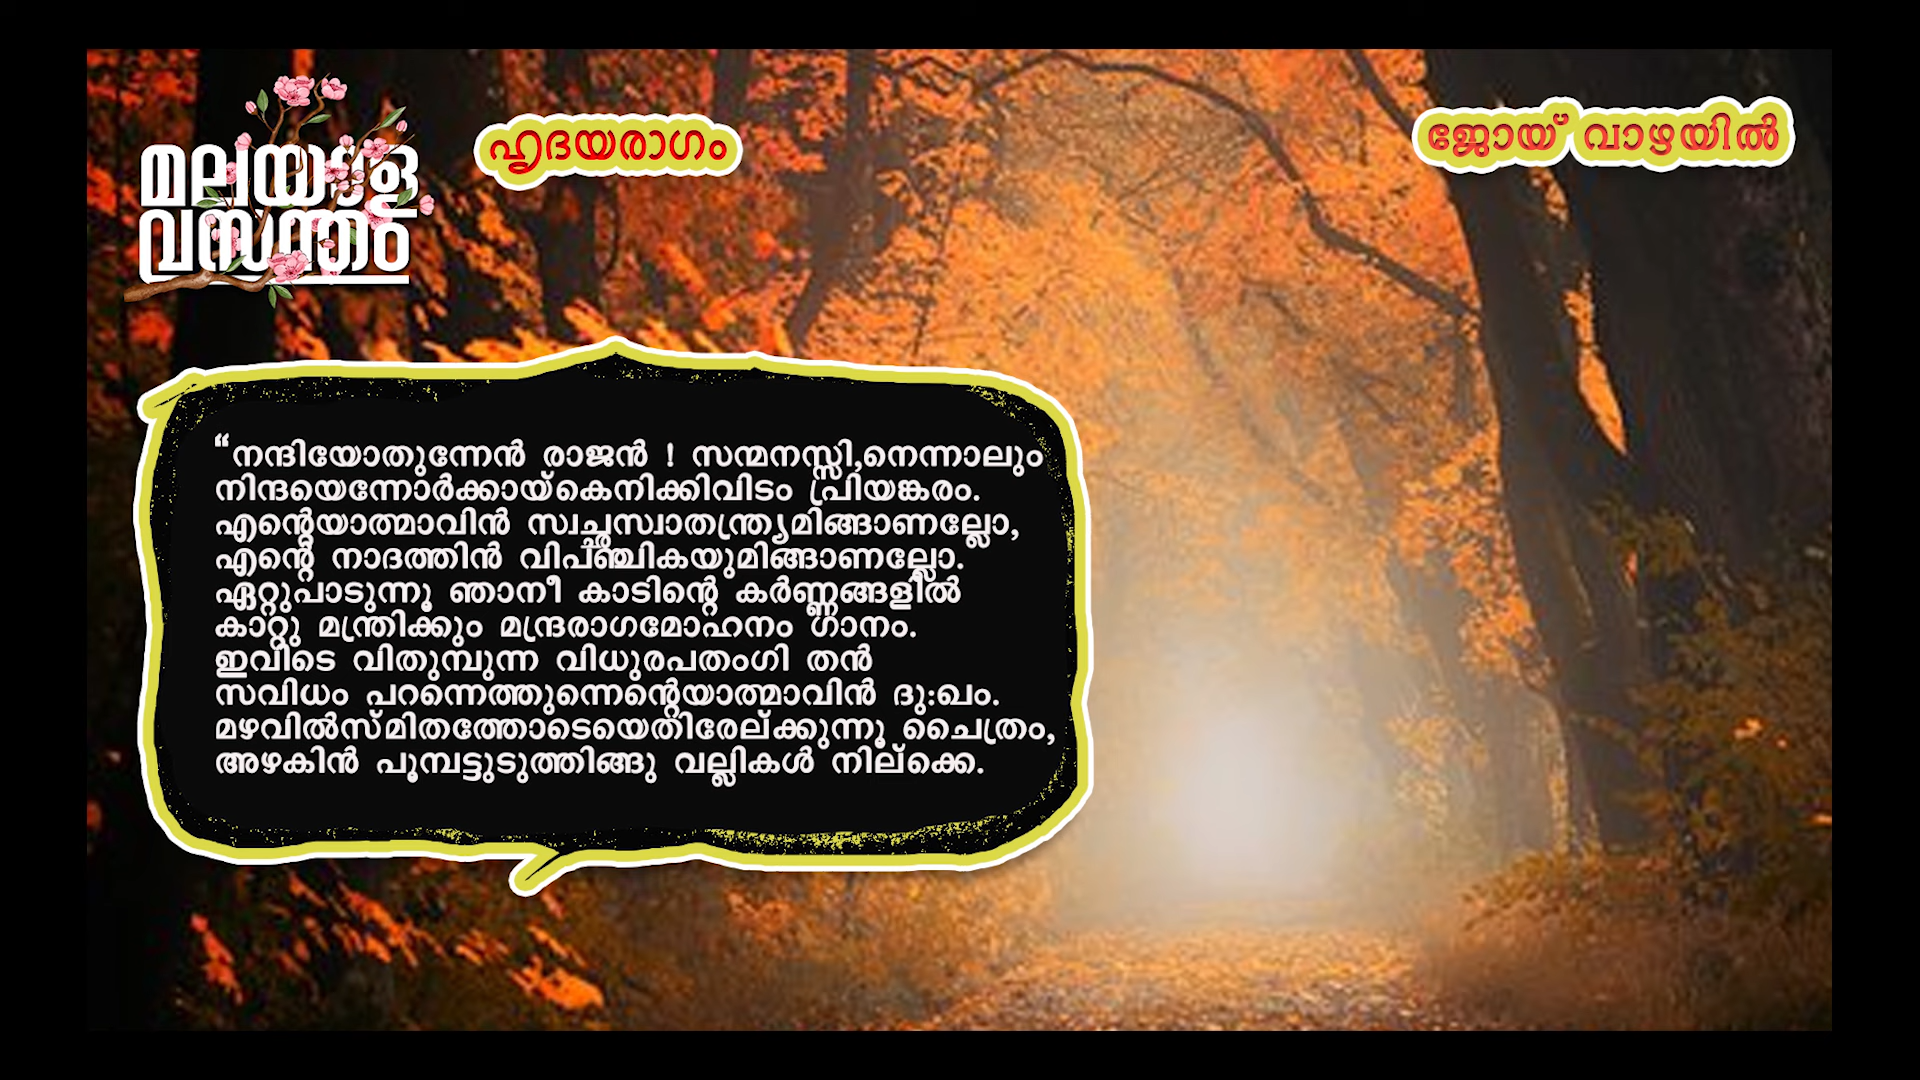 മലയാള
വസന്തം
ഹൃദയരാഗം
ജോയ് വാഴയിൽ
“നന്ദിയോതുന്നേൻ രാജൻ ! സന്മനസ്സി,നെന്നാലും
നിന്ദയെന്നോർക്കായ്കെനിക്കിവിടം പ്രിയങ്കരം.
എന്റെയാത്മാവിൻ സ്വച്ഛസ്വാതന്ത്ര്യമിങ്ങാണല്ലോ,
എന്റെ നാദത്തിൻ വിപഞ്ചികയുമിങ്ങാണല്ലോ.
ഏറ്റുപാടുന്നൂ ഞാനീ കാടിന്റെ കർണ്ണങ്ങളിൽ
കാറ്റു മന്ത്രിക്കും മന്ദ്രരാഗമോഹനം ഗാനം.
ഇവിടെ വിതുമ്പുന്ന വിധുരപതംഗി തൻ
സവിധം പറന്നെത്തുന്നെന്റെയാത്മാവിൻ ദു:ഖം.
മഴവിൽസ്മിതത്തോടെയെതിരേല്ക്കുന്നൂ ചൈത്രം,
അഴകിൻ പൂമ്പട്ടുടുത്തിങ്ങു വല്ലികൾ നില്ക്കെ.